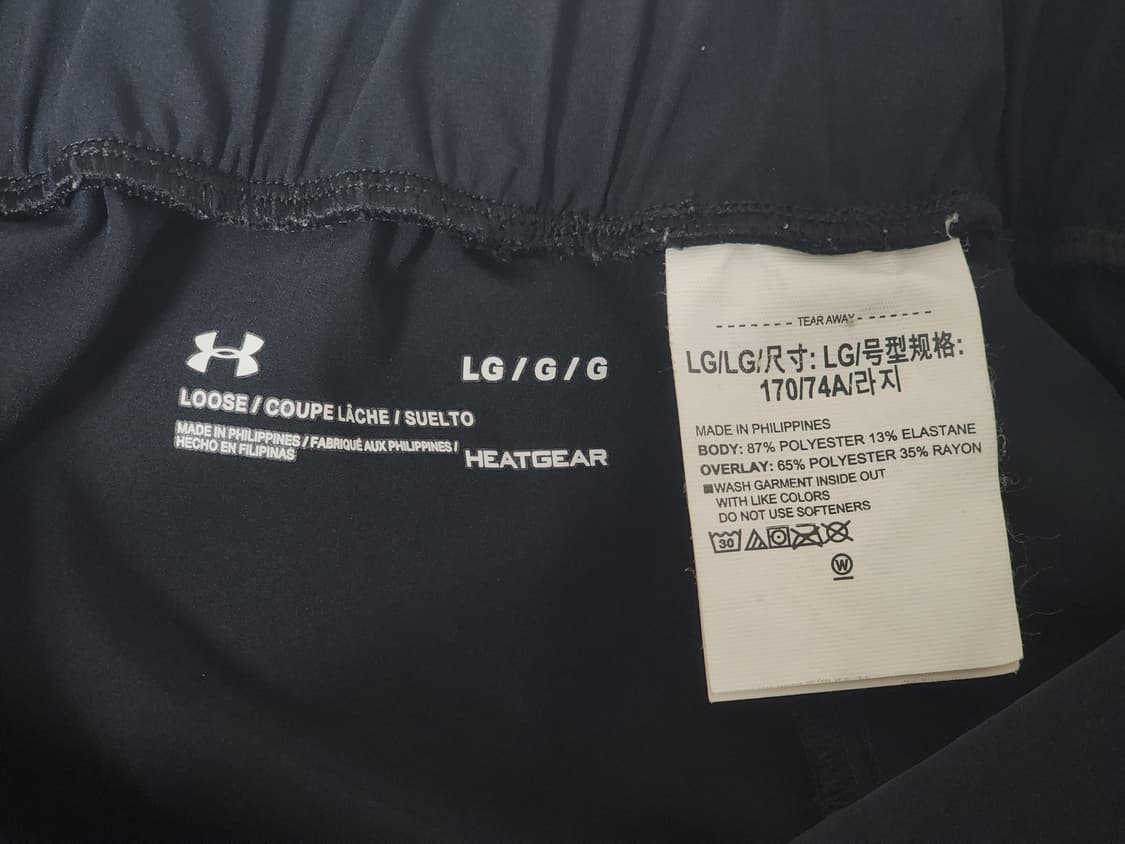 LG / G / G
LOOSE / COUPE LÂCHE / SUELTO
MADE IN PHILIPPINES / FABRIQUÉ AUX PHILIPPINES /
HECHO EN FILIPINAS
HEATGEAR
TEAR AWAY
LG/LG/尺寸: LG/号型规格:
170/74A/라지
MADE IN PHILIPPINES
BODY: 87% POLYESTER 13% ELASTANE
OVERLAY: 65% POLYESTER 35% RAYON
■WASH GARMENT INSIDE OUT
WITH LIKE COLORS
DO NOT USE SOFTENERS
30
W